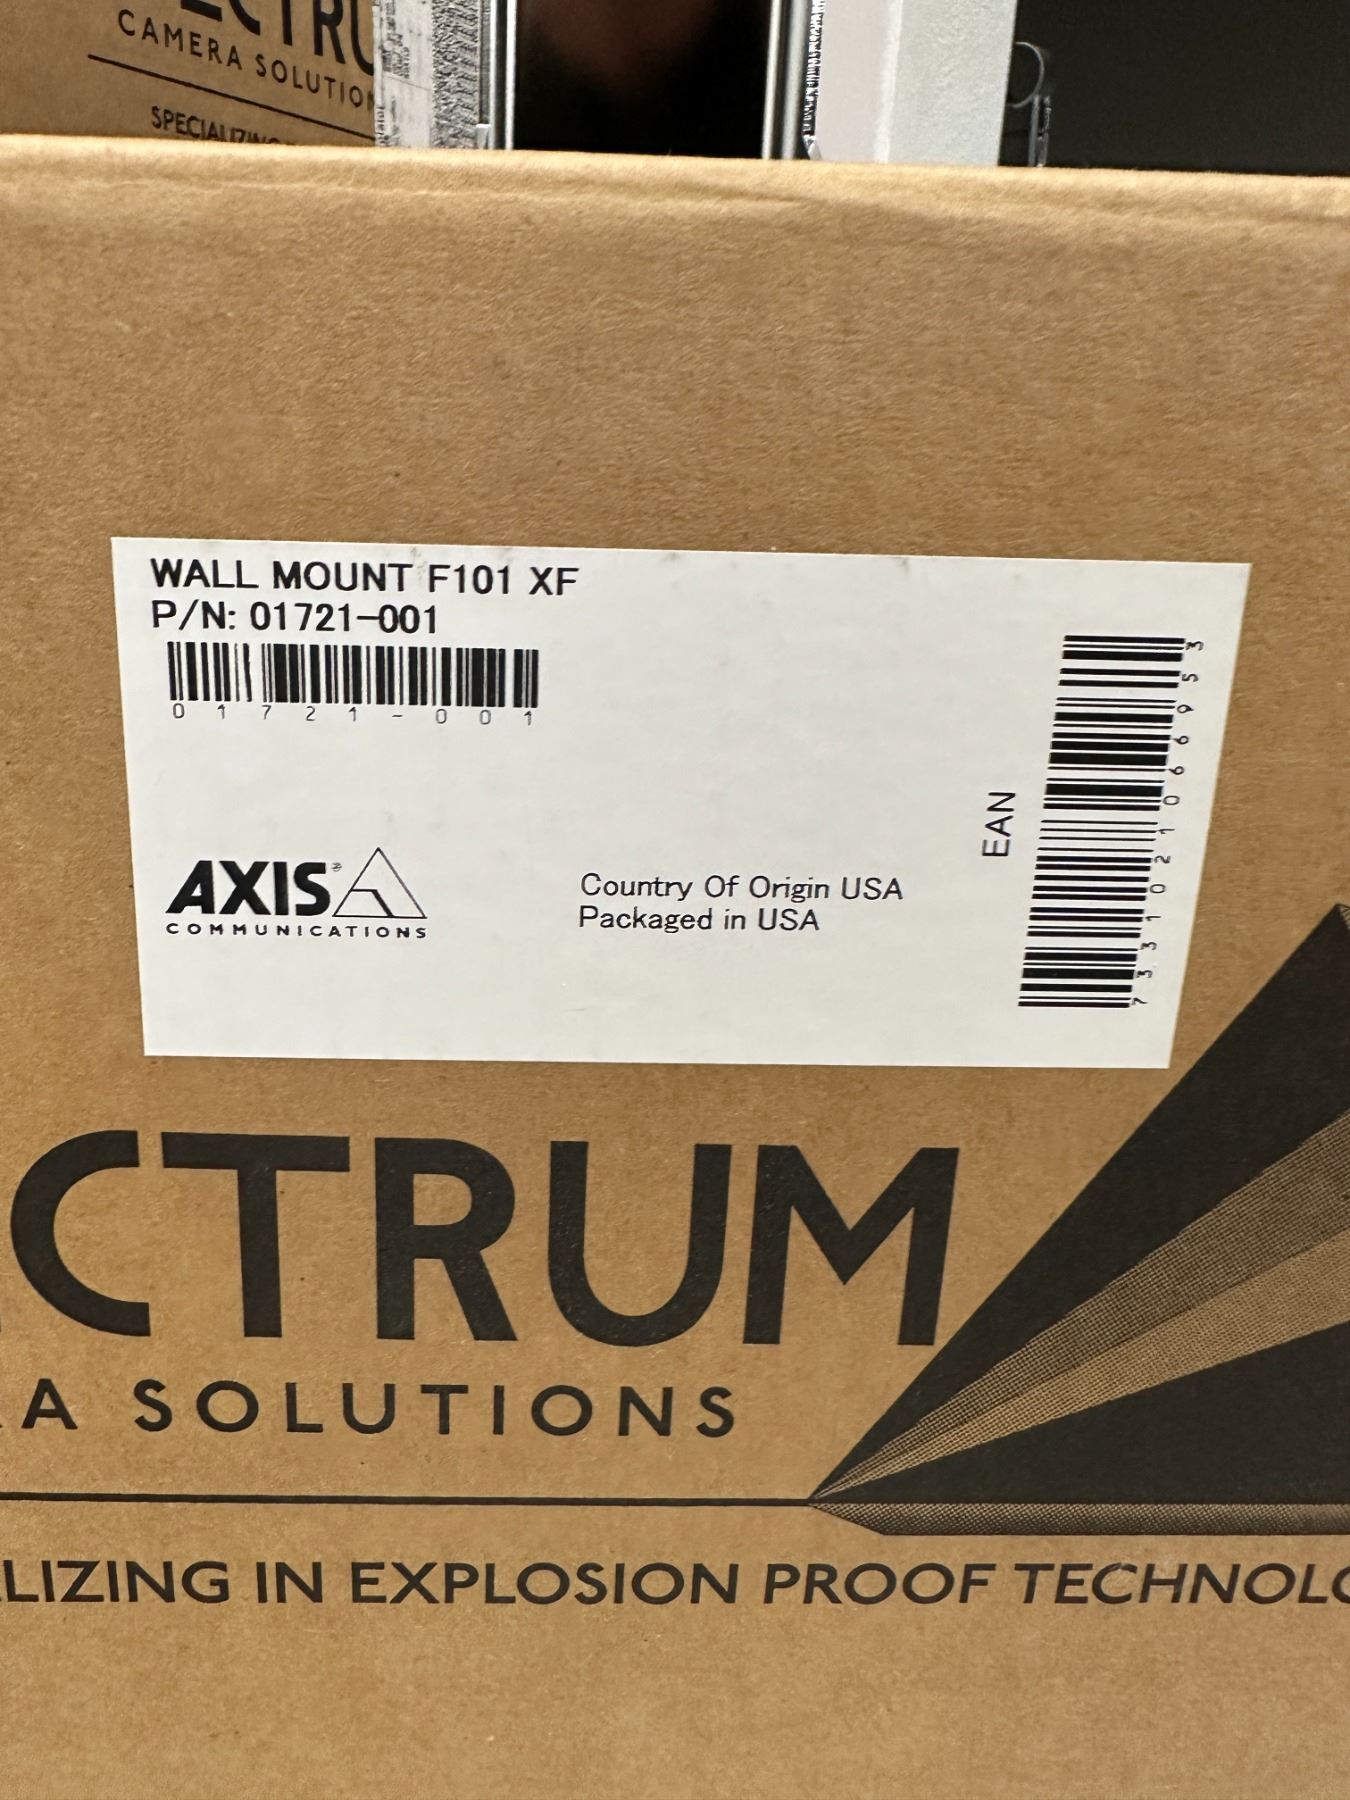 CAMERA SOLUTION
WALL MOUNT F101 XF
P/N: 01721-001
01721-001
AXIS®
COMMUNICATIONS
Country Of Origin USA
Packaged in USA
EAN
7331021066953
CTRUM
A SOLUTIONS
LIZING IN EXPLOSION PROOF TECHNOLO